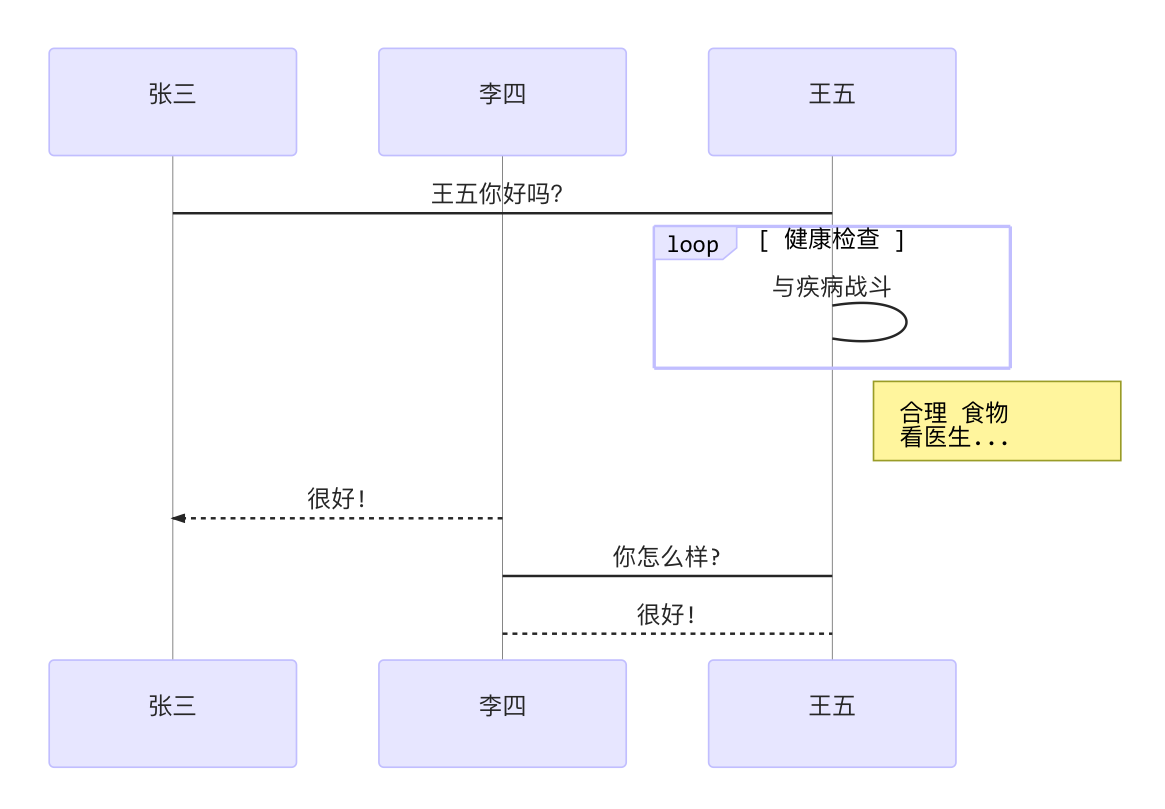 张三
李四
王五
王五你好吗?
loop
[ 健康检查 ]
与疾病战斗
合理 食物
看医生...
很好!
你怎么样?
很好!
张三
李四
王五